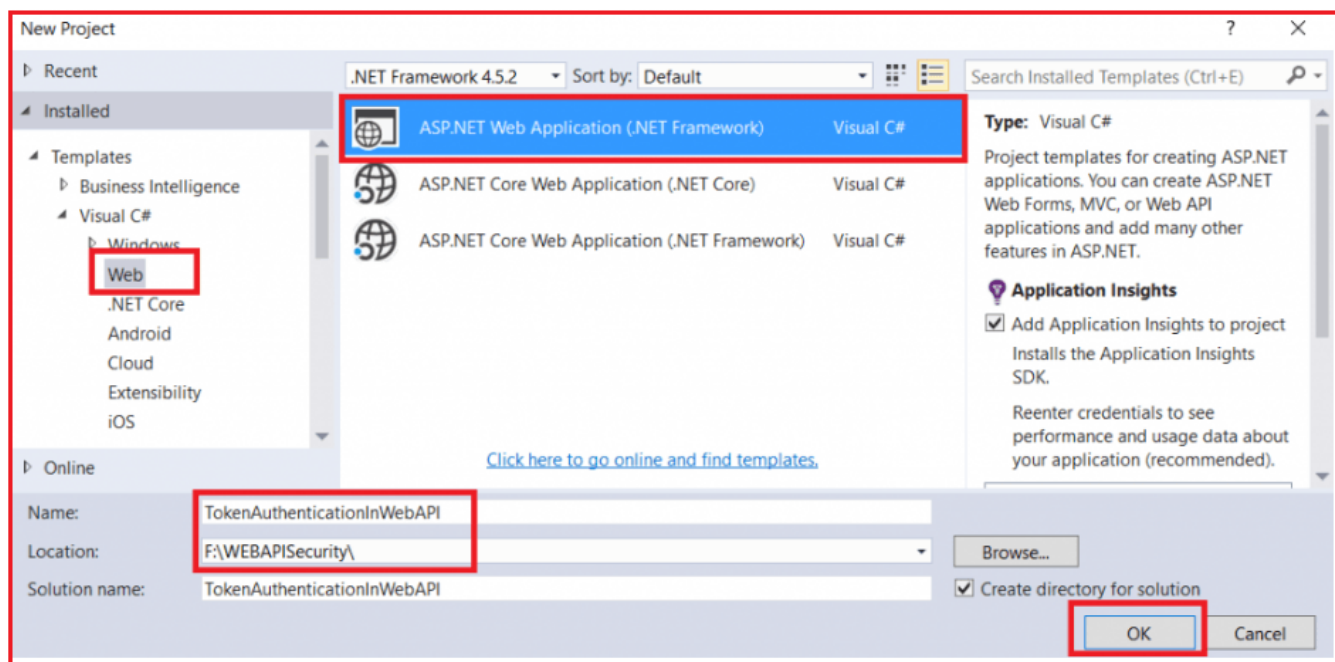 New Project
?
Recent
.NET Framework 4.5.2
Sort by: Default
Search Installed Templates (Ctrl+E)
Installed
Templates
Business Intelligence
Visual C#
Windows
Web
.NET Core
Android
Cloud
Extensibility
iOS
Online
ASP.NET Web Application (.NET Framework) Visual C#
ASP.NET Core Web Application (.NET Core) Visual C#
ASP.NET Core Web Application (.NET Framework) Visual C#
Click here to go online and find templates.
Type: Visual C#
Project templates for creating ASP.NET
applications. You can create ASP.NET
Web Forms, MVC, or Web API
applications and add many other
features in ASP.NET.
Application Insights
Add Application Insights to project
Installs the Application Insights
SDK.
Reenter credentials to see
performance and usage data about
your application (recommended).
Name: TokenAuthenticationInWebAPI
Location: F:\WEBAPISecurity\
Browse...
Solution name: TokenAuthenticationInWebAPI
Create directory for solution
OK Cancel